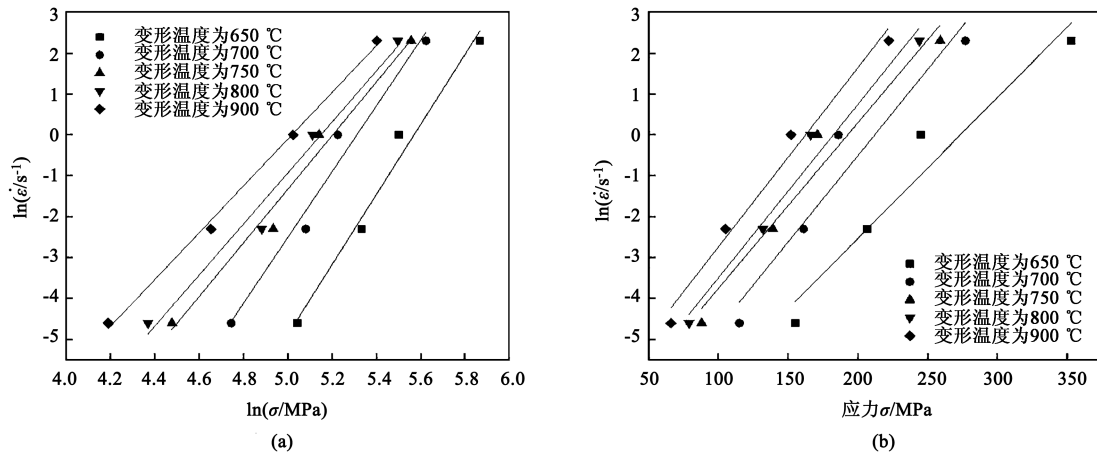 变形温度为650 ℃
变形温度为700 ℃
变形温度为750 ℃
变形温度为800 ℃
变形温度为900 ℃
3
2
1
0
-1
-2
-3
-4
-5
ln(ε̇/s⁻¹)
4.0 4.2 4.4 4.6 4.8 5.0 5.2 5.4 5.6 5.8 6.0
ln(σ/MPa)
(a)
3
2
1
0
-1
-2
-3
-4
-5
ln(ε̇/s⁻¹)
变形温度为650 ℃
变形温度为700 ℃
变形温度为750 ℃
变形温度为800 ℃
变形温度为900 ℃
50 100 150 200 250 300 350
应力σ/MPa
(b)